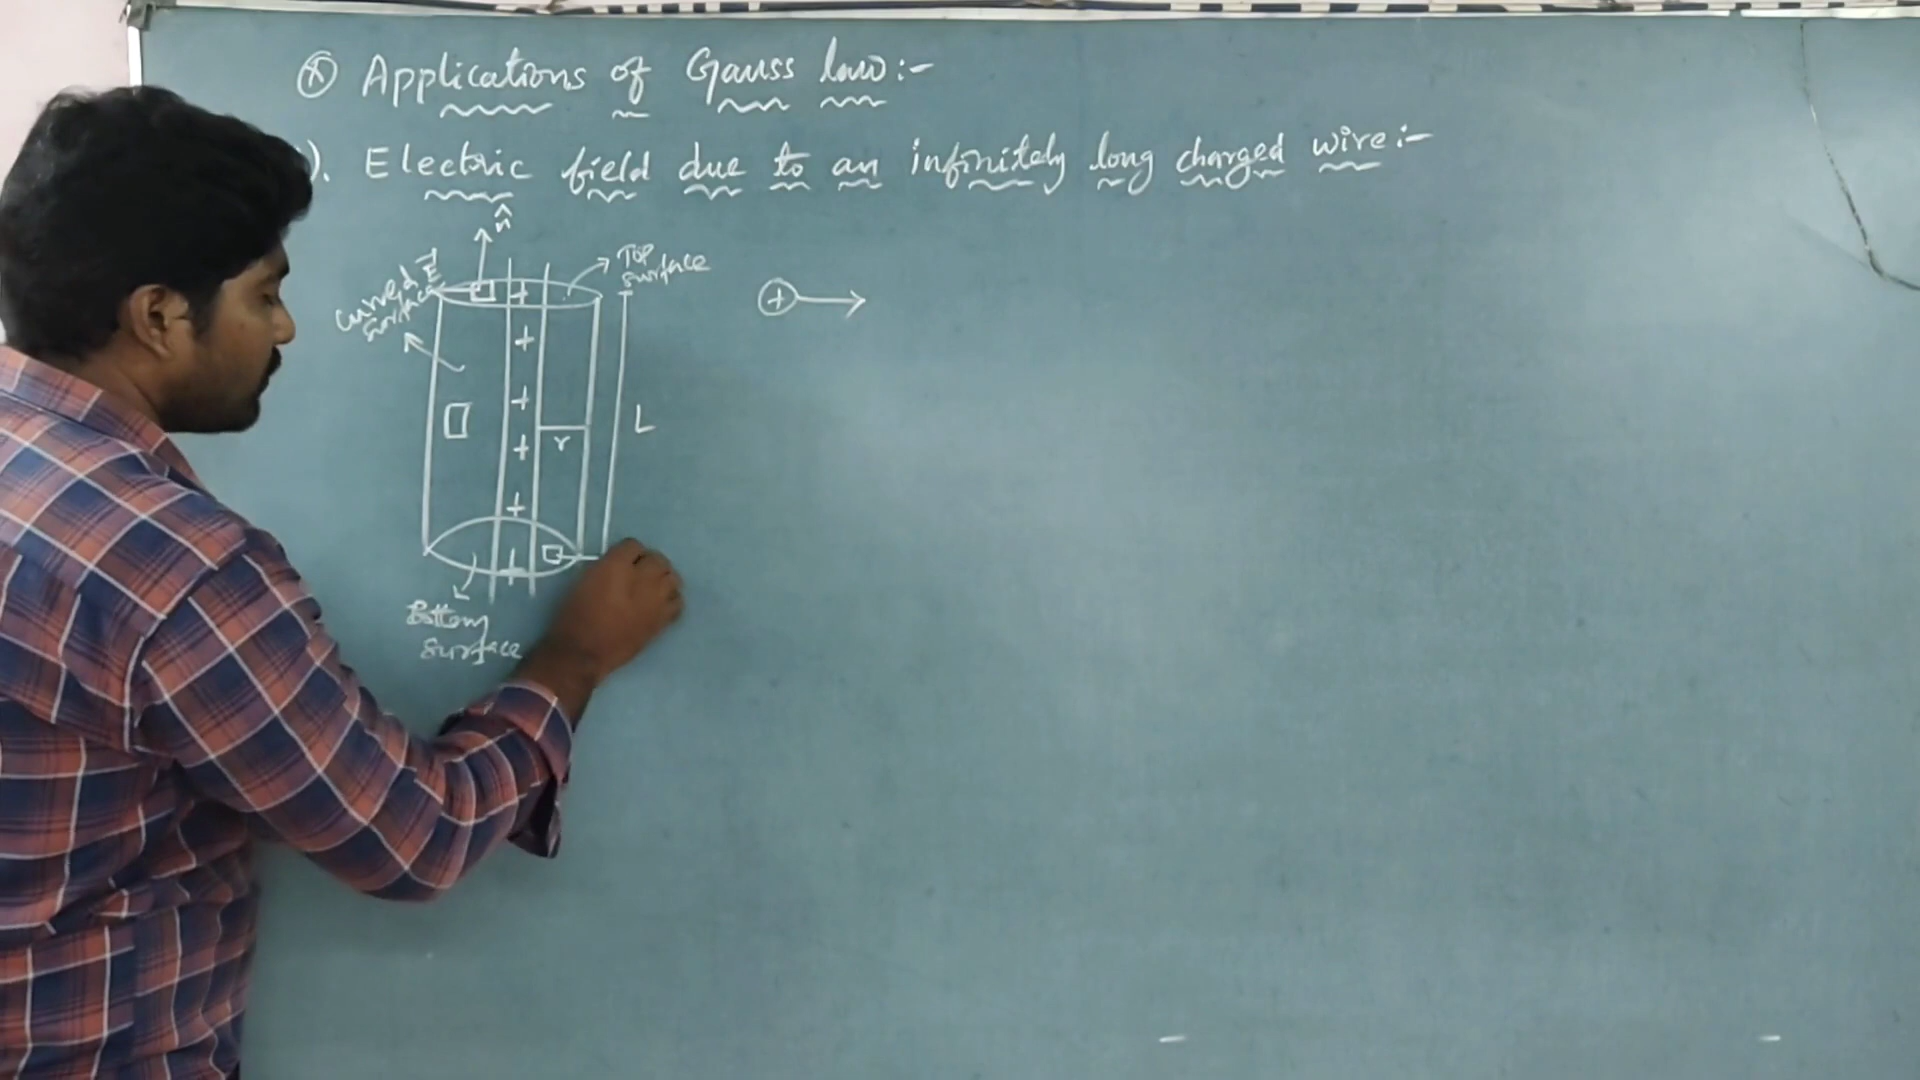 (*) Applications of Gauss law:-
). Electric field due to an infinitely long charged wire:-
n̂
E⃗
Top
surface
curved
surface
+
+
+
+
+
+
+
r
L
Bottom
surface